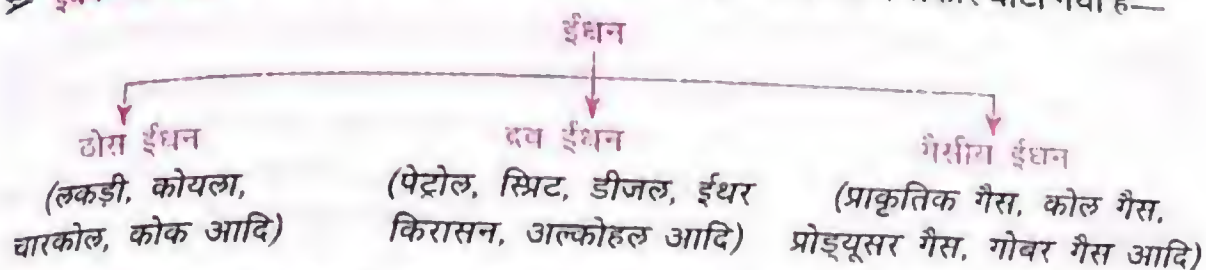 ईंधन
ठोस ईंधन
द्रव ईंधन
गैसीय ईंधन
(लकड़ी, कोयला,
चारकोल, कोक आदि)
(पेट्रोल, स्प्रिट, डीजल, ईथर
किरासन, अल्कोहल आदि)
(प्राकृतिक गैस, कोल गैस,
प्रोड्यूसर गैस, गोबर गैस आदि)